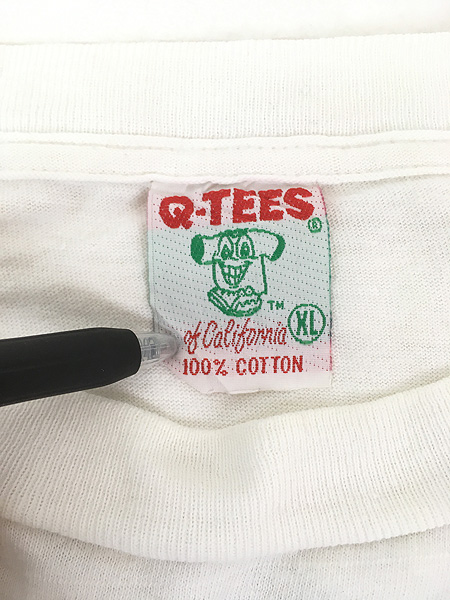 Q-TEES®
TM
of California XL
100% COTTON